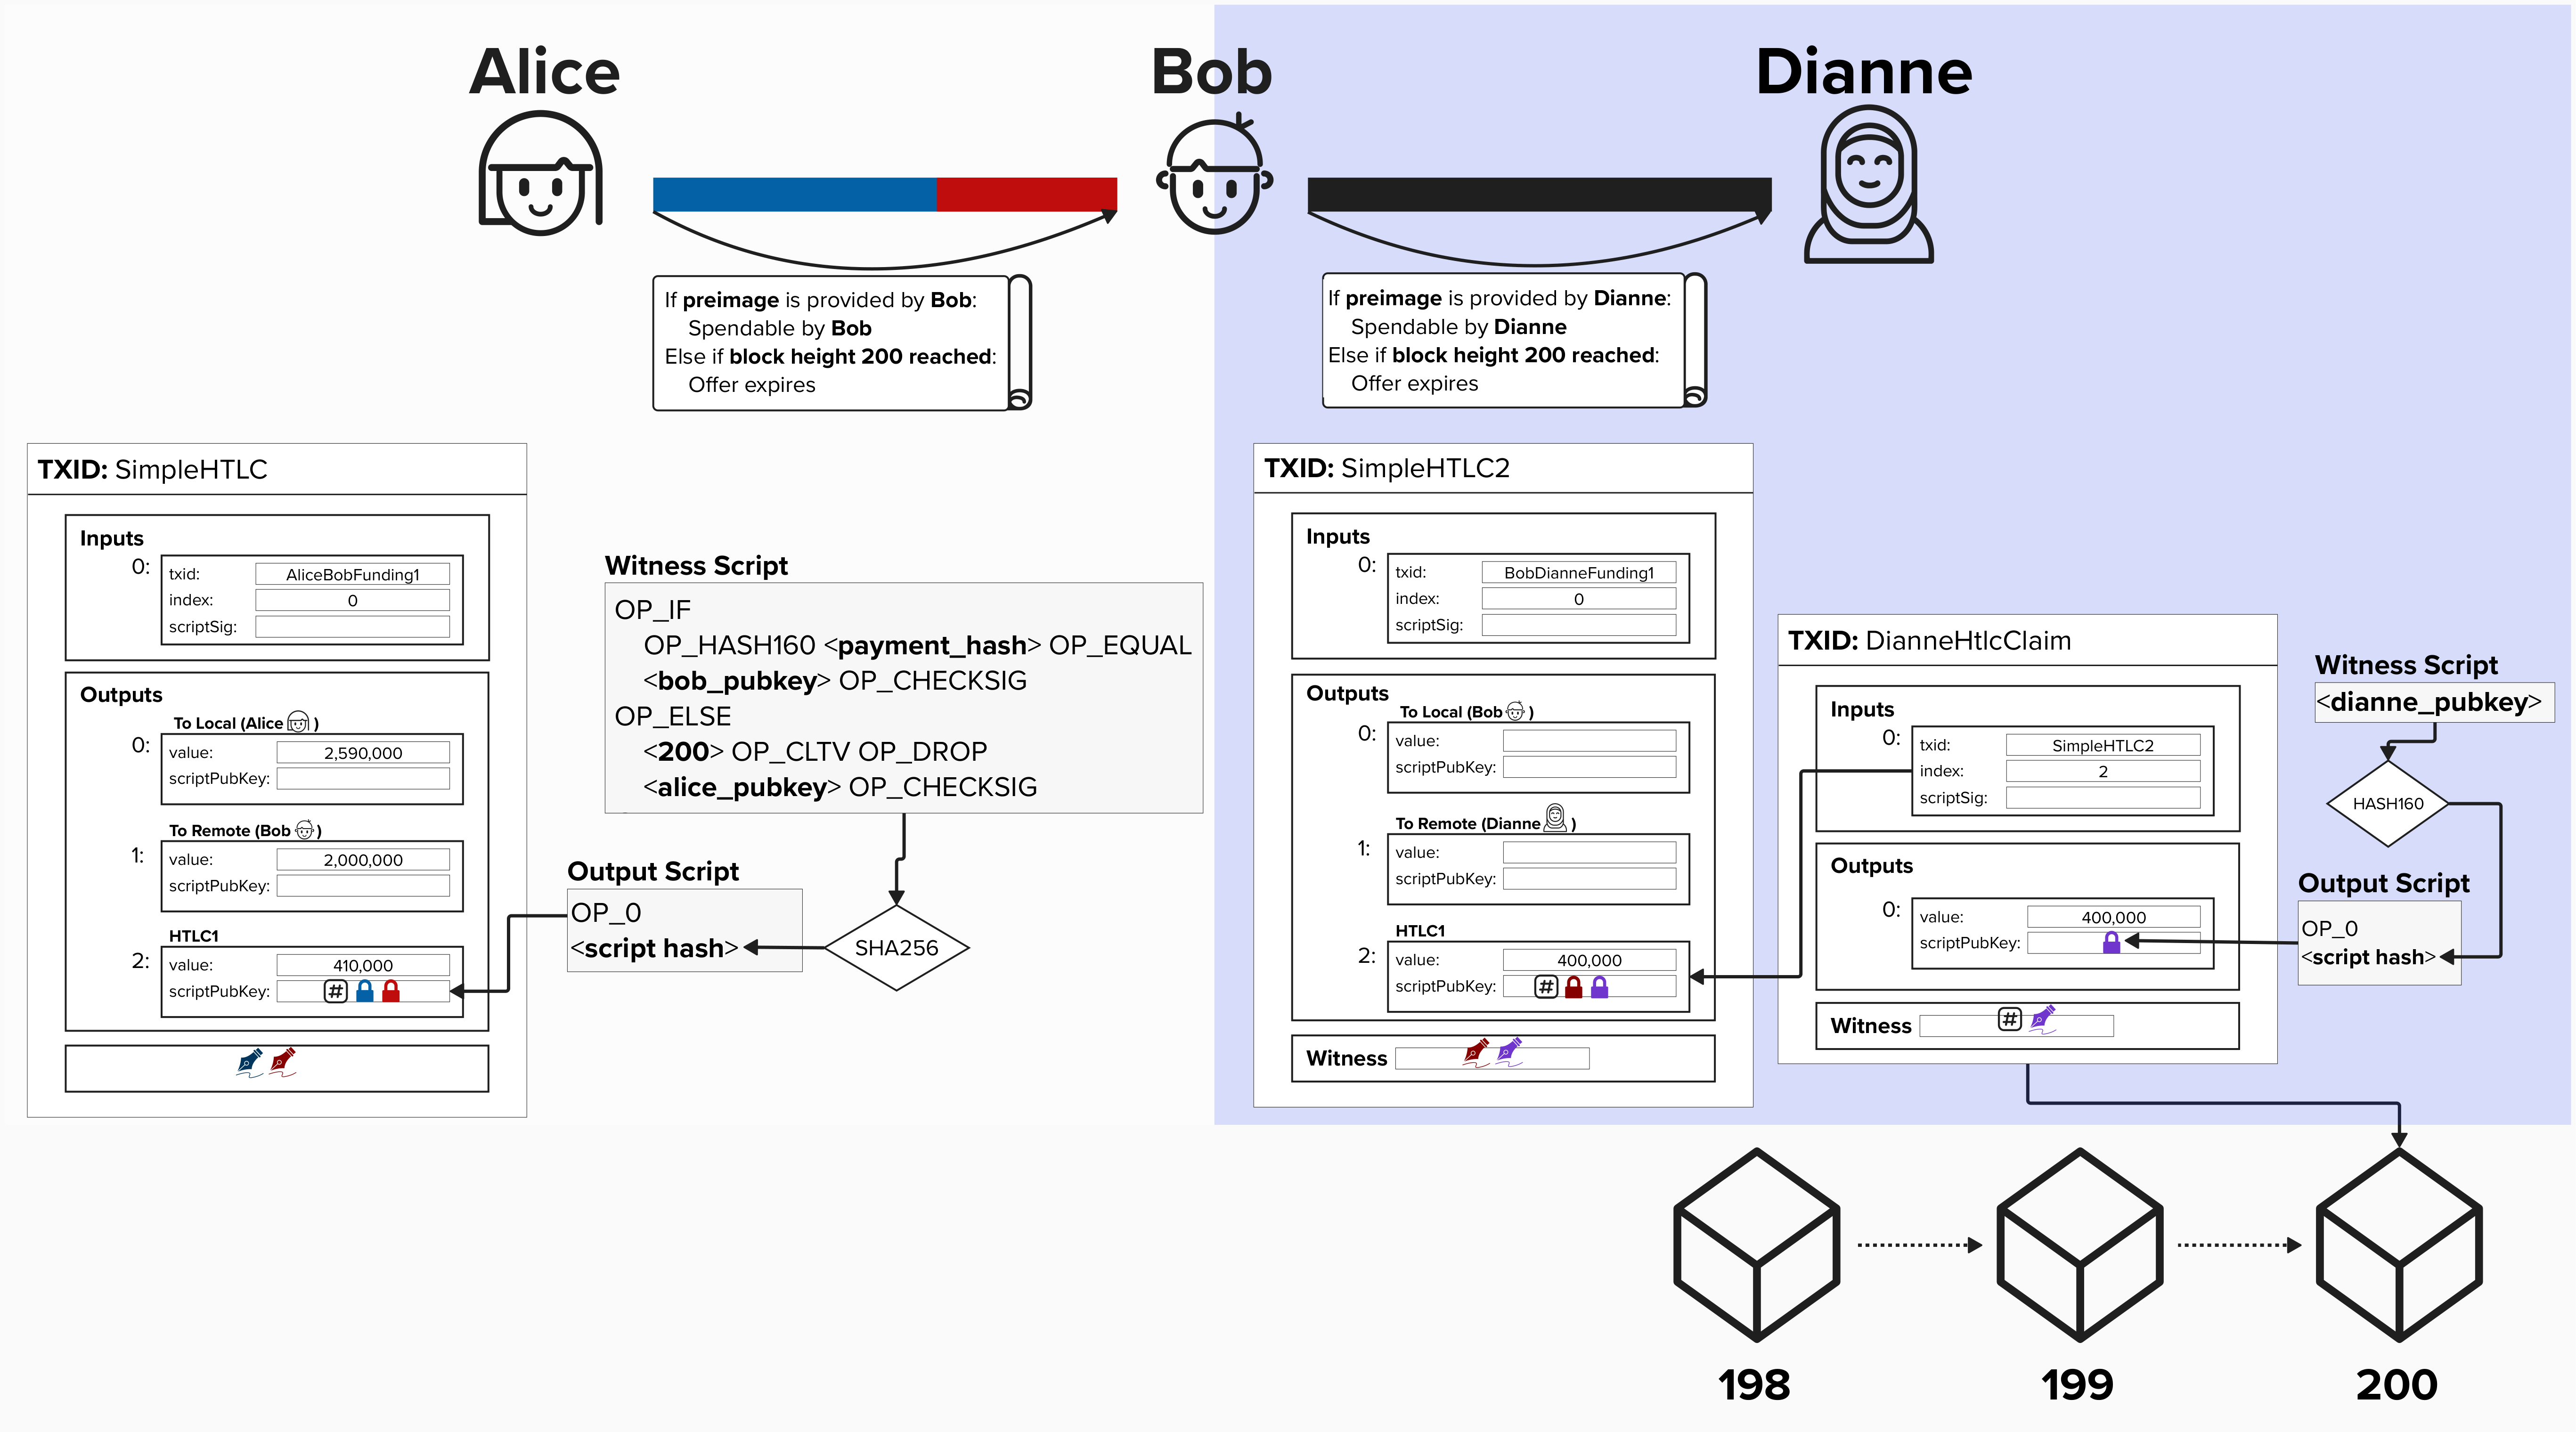 Alice
Bob
Dianne
If preimage is provided by Bob:
Spendable by Bob
Else if block height 200 reached:
Offer expires
If preimage is provided by Dianne:
Spendable by Dianne
Else if block height 200 reached:
Offer expires
TXID: SimpleHTLC
Inputs
0:
txid: AliceBobFunding1
index: 0
scriptSig:
Outputs
To Local (Alice )
0:
value: 2,590,000
scriptPubKey:
To Remote (Bob )
1:
value: 2,000,000
scriptPubKey:
HTLC1
2:
value: 410,000
scriptPubKey: #
Witness Script
OP_IF
OP_HASH160 <payment_hash> OP_EQUAL
<bob_pubkey> OP_CHECKSIG
OP_ELSE
<200> OP_CLTV OP_DROP
<alice_pubkey> OP_CHECKSIG
Output Script
OP_0
<script hash>
SHA256
TXID: SimpleHTLC2
Inputs
0:
txid: BobDianneFunding1
index: 0
scriptSig:
Outputs
To Local (Bob )
0:
value:
scriptPubKey:
To Remote (Dianne )
1:
value:
scriptPubKey:
HTLC1
2:
value: 400,000
scriptPubKey: #
Witness
TXID: DianneHtlcClaim
Inputs
0:
txid: SimpleHTLC2
index: 2
scriptSig:
Outputs
0:
value: 400,000
scriptPubKey:
Witness #
Witness Script
<dianne_pubkey>
HASH160
Output Script
OP_0
<script hash>
198
199
200